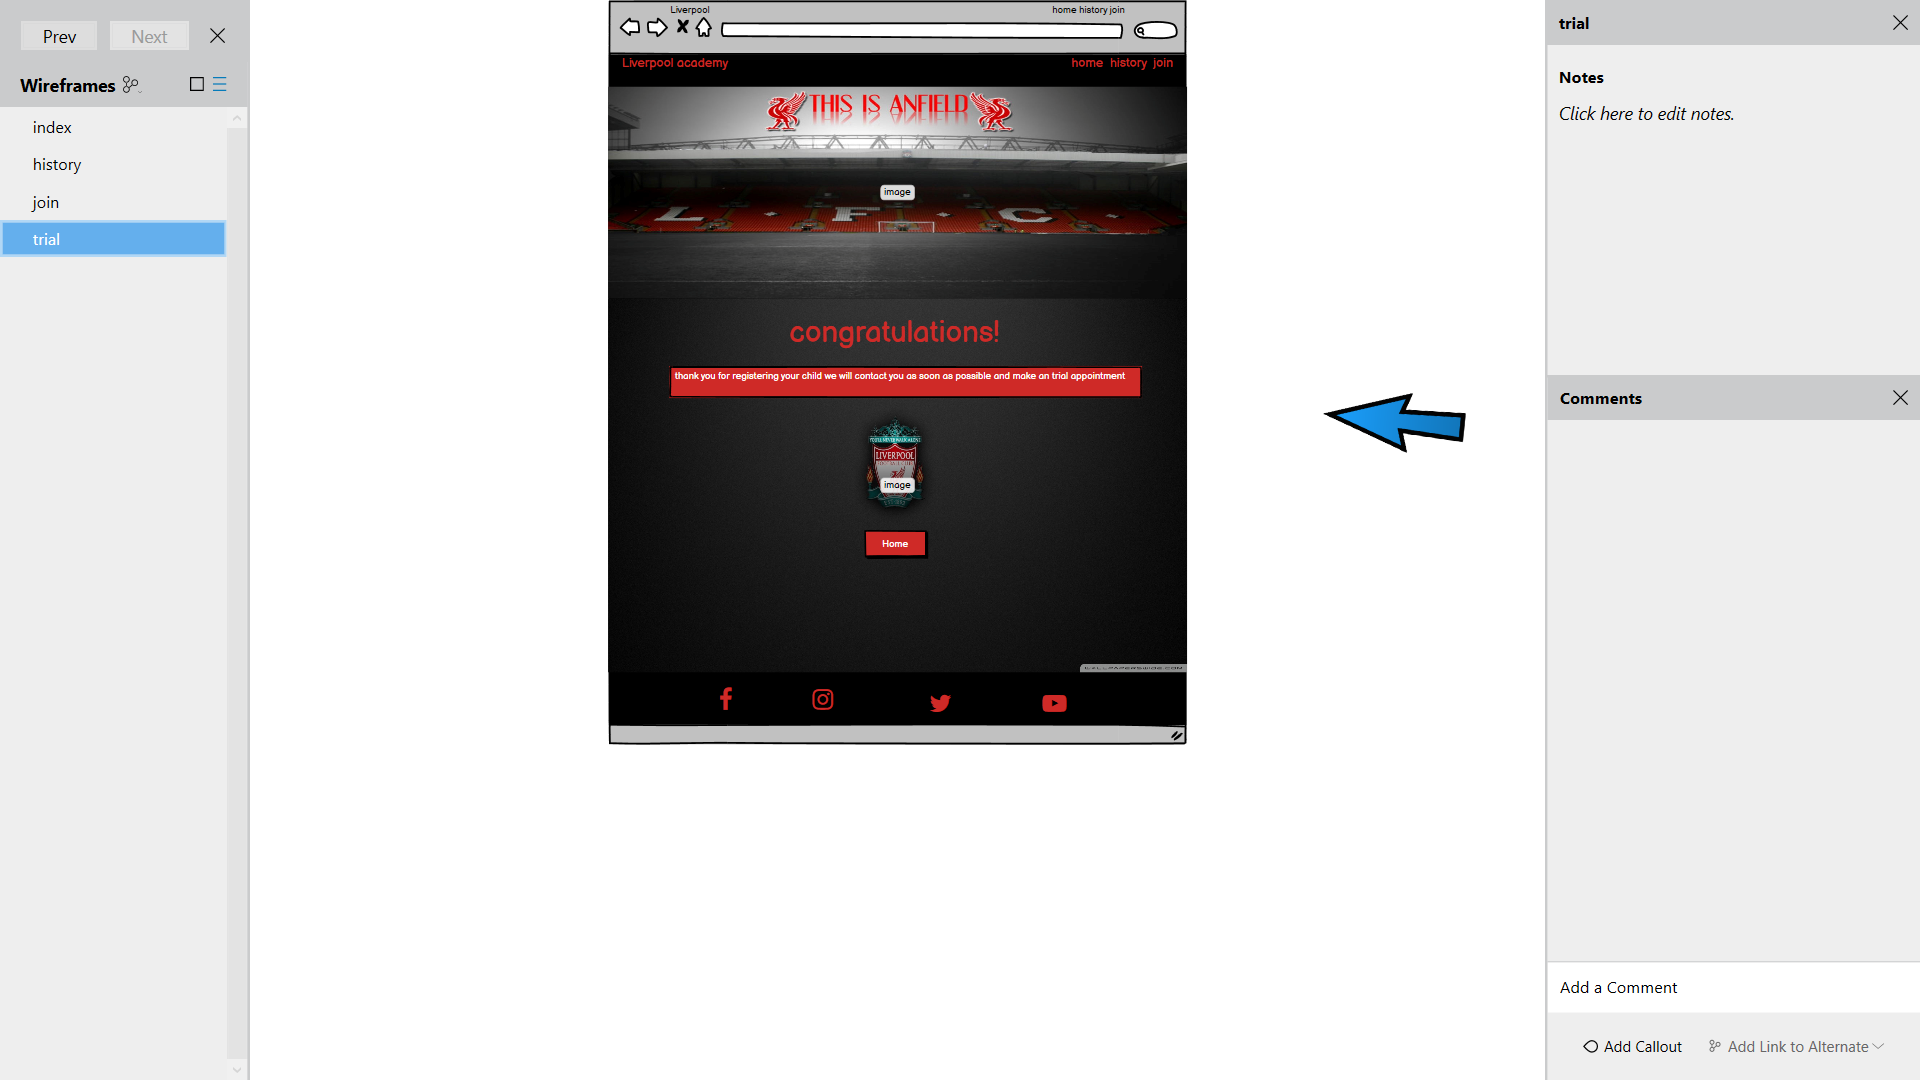 Prev
Next
Wireframes
index
history
join
trial
Liverpool
home history join
Liverpool academy
home history join
THIS IS ANFIELD
image
L · F · C ·
congratulations!
thank you for registering your child we will contact you as soon as possible and make an trial appointment
YOU'LL NEVER WALK ALONE
LIVERPOOL
image
Home
WALLPAPERSWIDE.COM
trial
Notes
Click here to edit notes.
Comments
Add a Comment
Add Callout
Add Link to Alternate